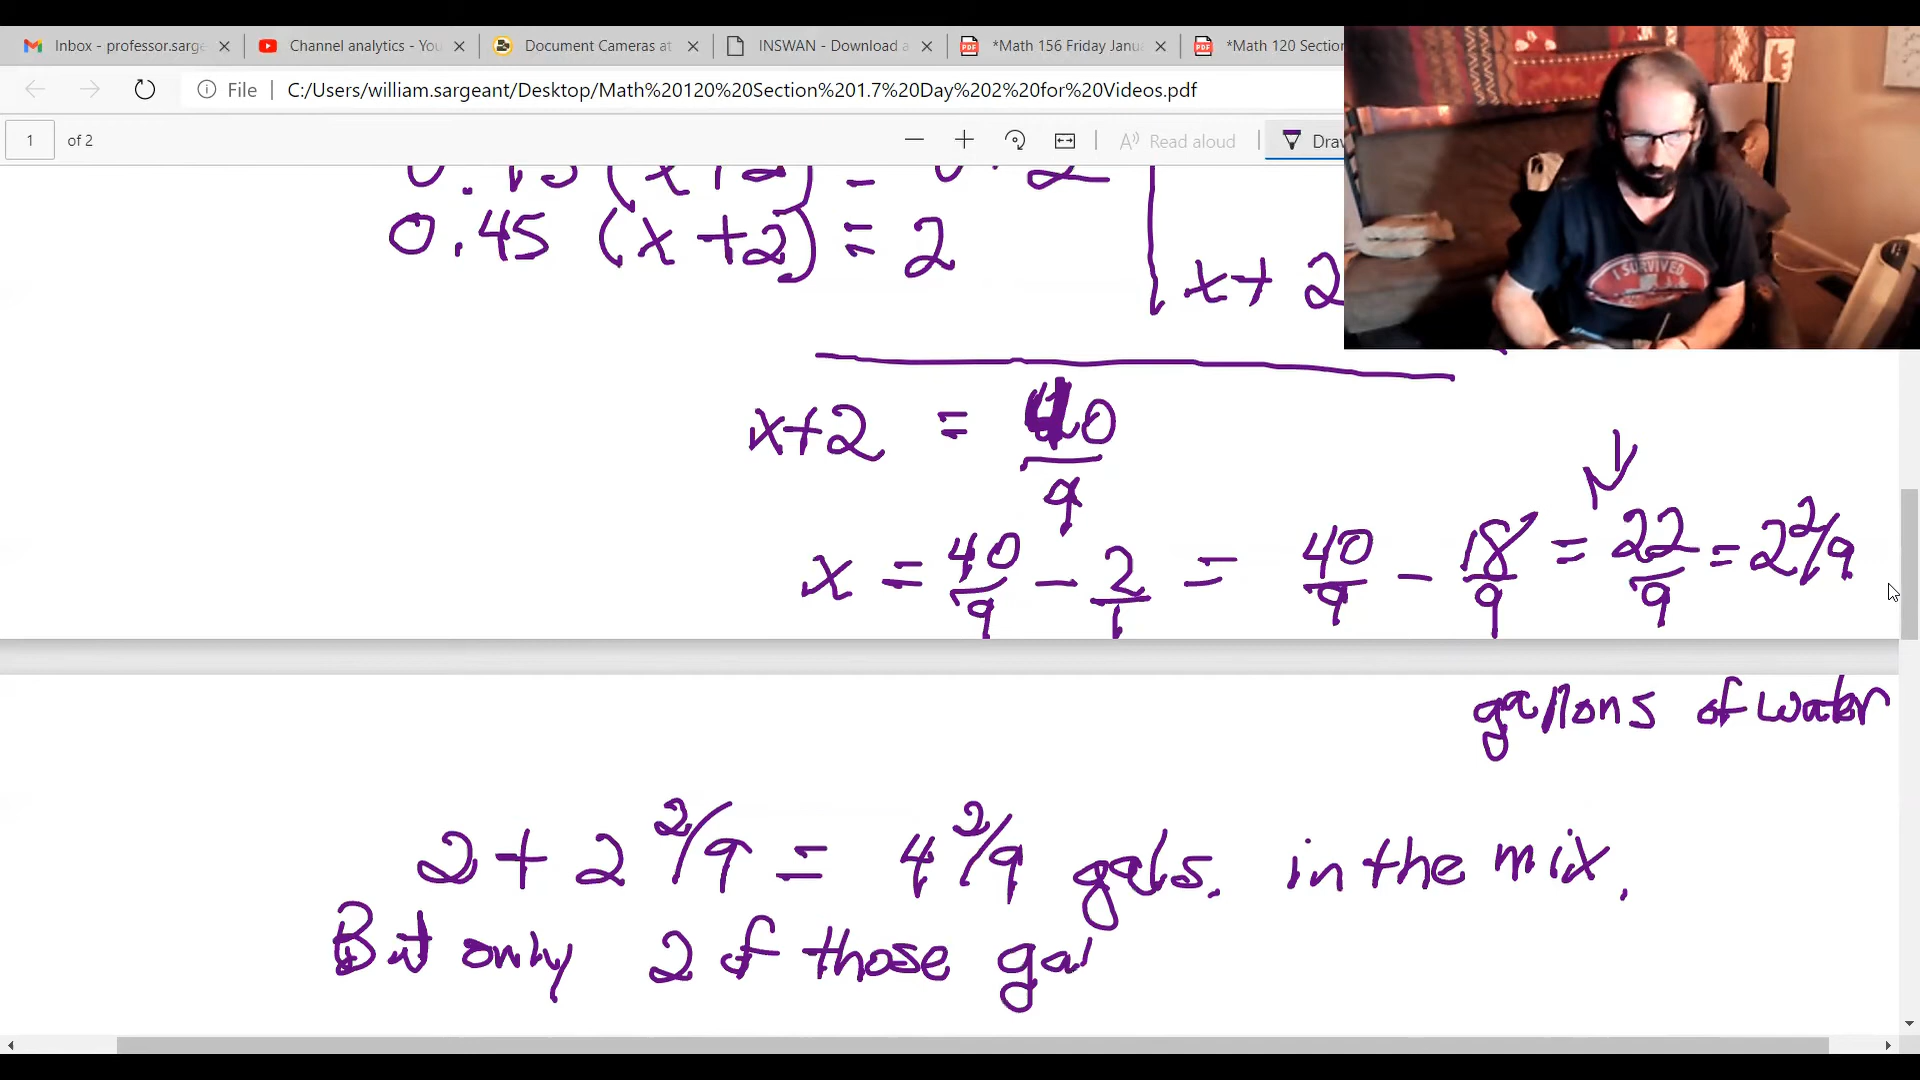 Inbox - professor.sarge
Channel analytics - You
Document Cameras at
INSWAN - Download a
*Math 156 Friday Janu
*Math 120 Section
File
C:/Users/william.sargeant/Desktop/Math%20120%20Section%201.7%20Day%202%20for%20Videos.pdf
1 of 2
Read aloud
Draw
0.45 (x+2) = 2
x+ 2
I SURVIVED
x+2 = 40/9
x = 40/9 - 2/1 = 40/9 - 18/9 = 22/9 = 2 2/9
gallons of water
2 + 2 2/9 = 4 2/9 gals. in the mix.
But only 2 of those gal